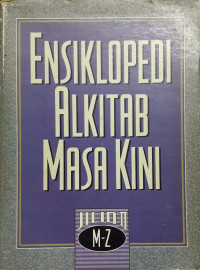 ENSIKLOPEDI
ALKITAB
MASA KINI
JILID II
M-Z